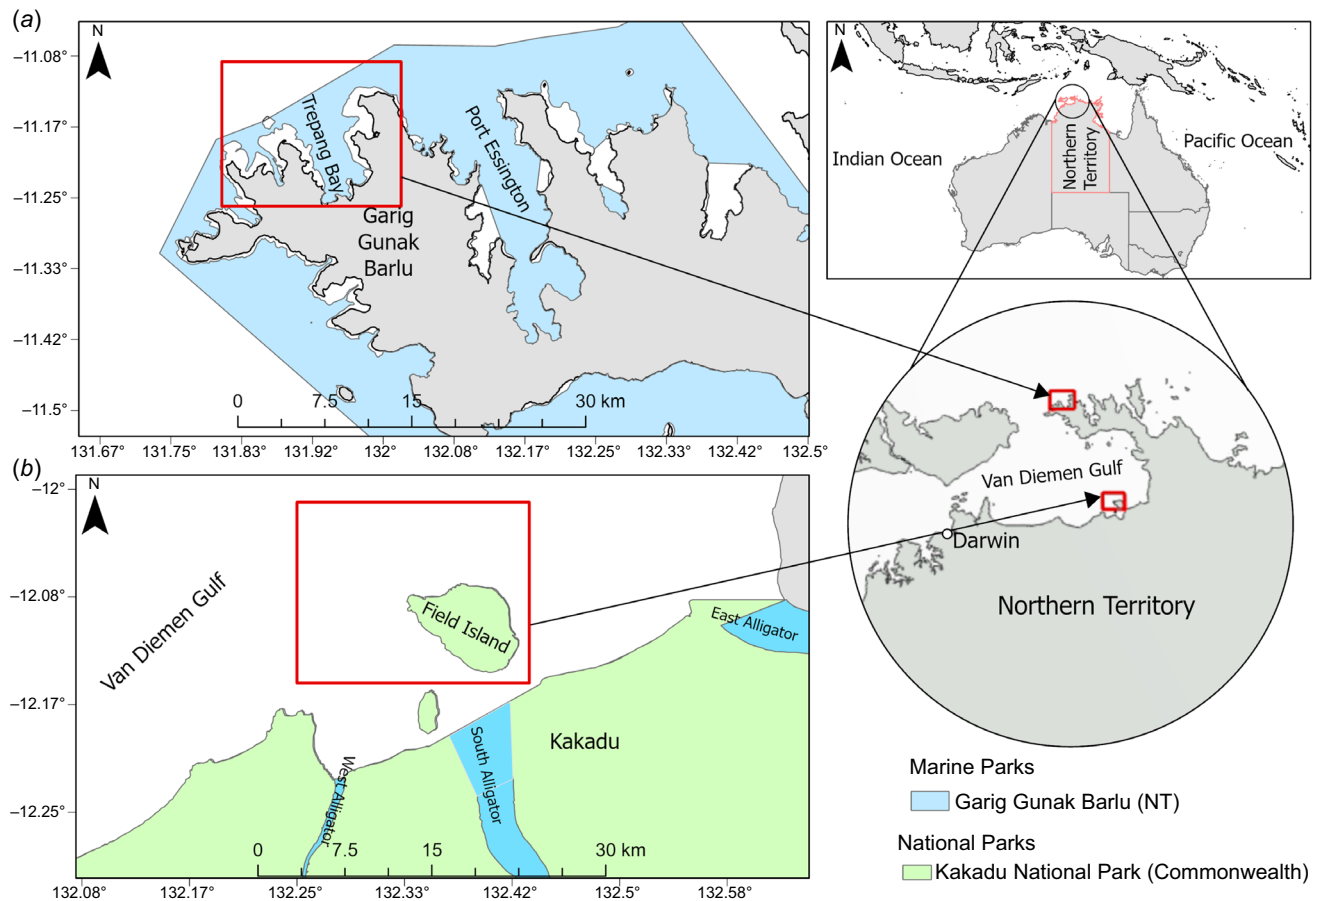 (a)
N
−11.08°
−11.17°
−11.25°
−11.33°
−11.42°
−11.5°
Trepang Bay
Port Essington
Garig
Gunak
Barlu
0
7.5
15
30 km
131.67°
131.75°
131.83°
131.92°
132°
132.08°
132.17°
132.25°
132.33°
132.42°
132.5°
N
Indian Ocean
Pacific Ocean
Northern
Territory
Van Diemen Gulf
Darwin
Northern Territory
(b)
N
−12°
−12.08°
−12.17°
−12.25°
Van Diemen Gulf
Field Island
East Alligator
Kakadu
South Alligator
West Alligator
0
7.5
15
30 km
132.08°
132.17°
132.25°
132.33°
132.42°
132.5°
132.58°
Marine Parks
Garig Gunak Barlu (NT)
National Parks
Kakadu National Park (Commonwealth)